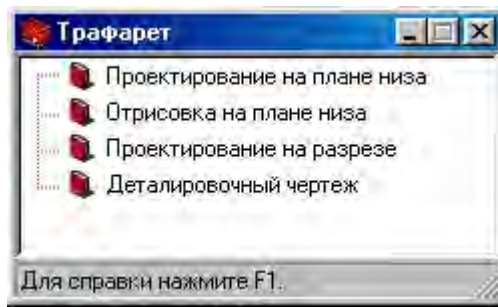 Трафарет
Проектирование на плане низа
Отрисовка на плане низа
Проектирование на разрезе
Деталировочный чертеж
Для справки нажмите F1.